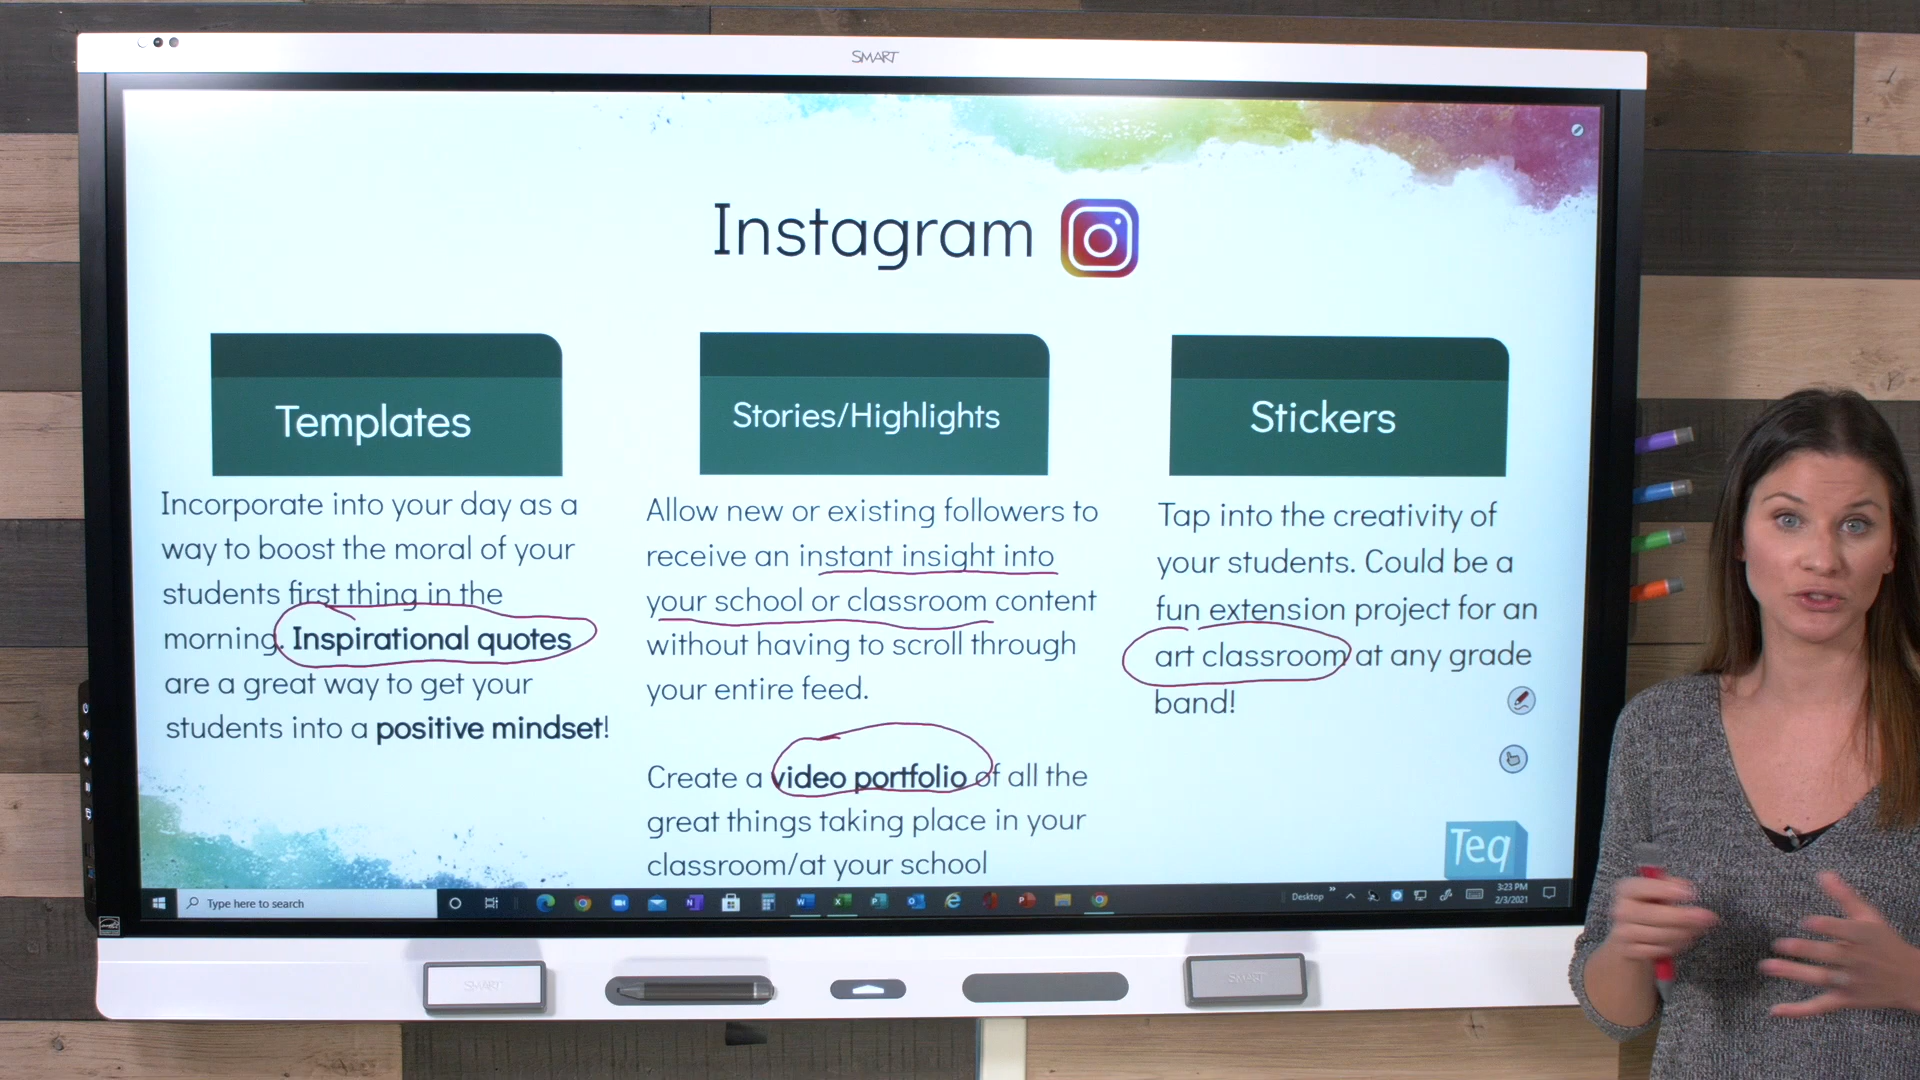 SMART
Instagram
Templates
Incorporate into your day as a
way to boost the moral of your
students first thing in the
morning. Inspirational quotes
are a great way to get your
students into a positive mindset!
Stories/Highlights
Allow new or existing followers to
receive an instant insight into
your school or classroom content
without having to scroll through
your entire feed.
Create a video portfolio of all the
great things taking place in your
classroom/at your school
Stickers
Tap into the creativity of
your students. Could be a
fun extension project for an
art classroom at any grade
band!
Teq
Type here to search
Desktop
3:23 PM
2/3/2021
SMART
SMART